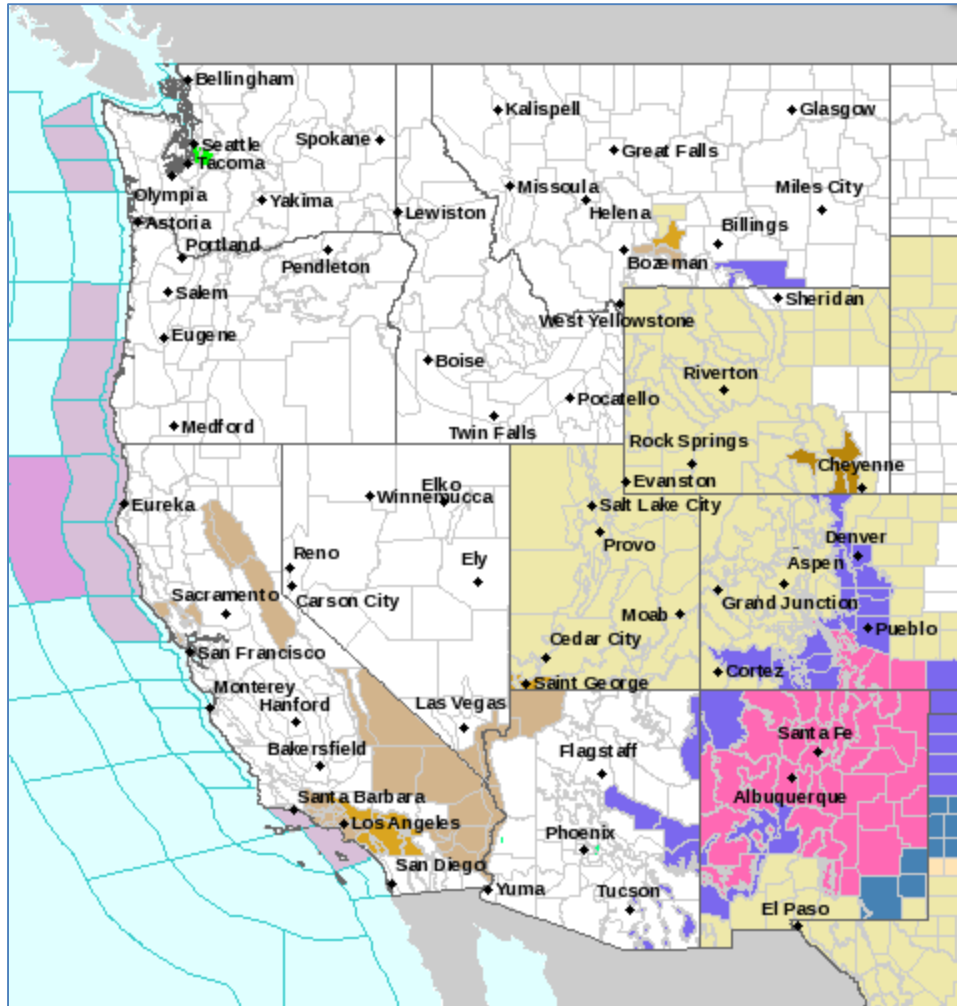 Bellingham
Kalispell
Glasgow
Seattle
Spokane
Great Falls
Tacoma
Olympia
Missoula
Miles City
Yakima
Lewiston
Helena
Astoria
Billings
Portland
Pendleton
Bozeman
Salem
Sheridan
West Yellowstone
Eugene
Boise
Riverton
Pocatello
Medford
Twin Falls
Rock Springs
Cheyenne
Elko
Evanston
Eureka
Winnemucca
Salt Lake City
Provo
Denver
Reno
Ely
Aspen
Sacramento
Carson City
Grand Junction
Moab
Pueblo
Cedar City
San Francisco
Cortez
Saint George
Monterey
Hanford
Las Vegas
Santa Fe
Bakersfield
Flagstaff
Santa Barbara
Albuquerque
Los Angeles
Phoenix
San Diego
Yuma
Tucson
El Paso